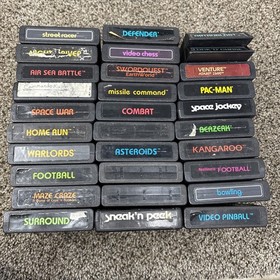 street racer
AIR SEA BATTLE
SPACE WAR
HOME RUN
WARLORDS
FOOTBALL
MAZE CRAZE
SURROUND
DEFENDER
video chess
SWORDQUEST
EarthWorld
missile command
COMBAT
ASTEROIDS
sneak'n peek
VENTURE
PAC-MAN
space jockey
BERZERK
KANGAROO
FOOTBALL
bowling
VIDEO PINBALL